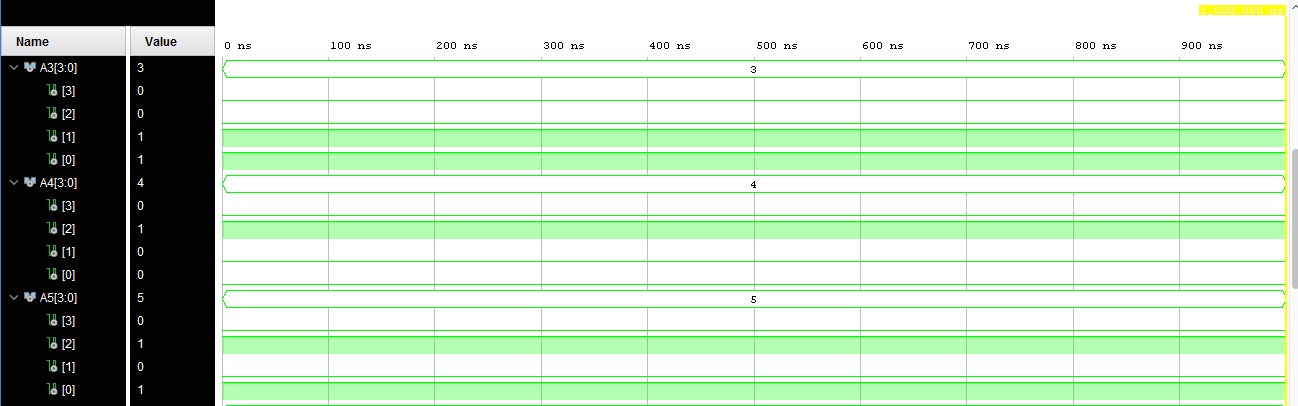 1,000.000 ns
Name Value 0 ns 100 ns 200 ns 300 ns 400 ns 500 ns 600 ns 700 ns 800 ns 900 ns
A3[3:0] 3 3
[3] 0
[2] 0
[1] 1
[0] 1
A4[3:0] 4 4
[3] 0
[2] 1
[1] 0
[0] 0
A5[3:0] 5 5
[3] 0
[2] 1
[1] 0
[0] 1